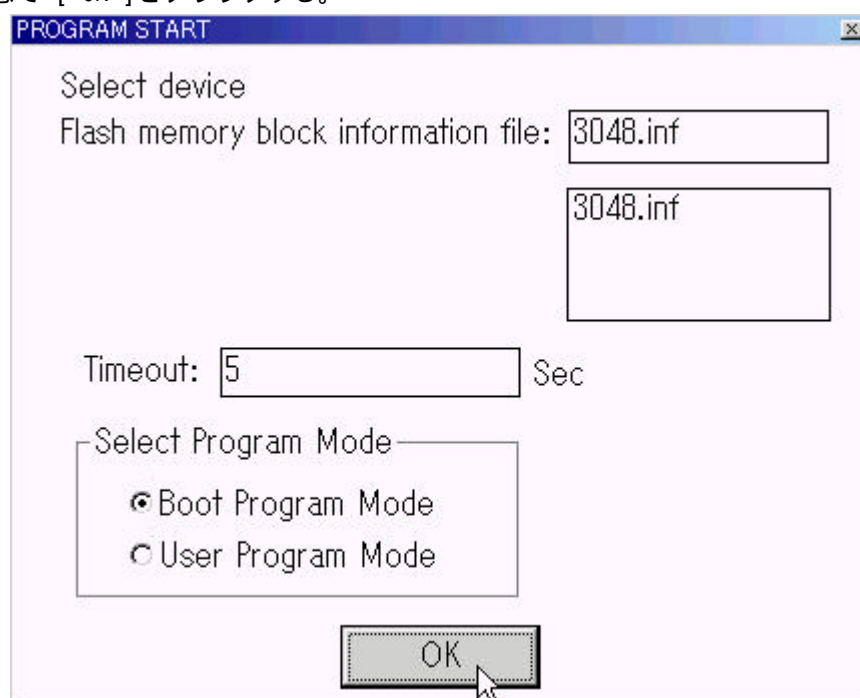 PROGRAM START
Select device
Flash memory block information file: 3048.inf
3048.inf
Timeout: 5 Sec
Select Program Mode
Boot Program Mode
User Program Mode
OK